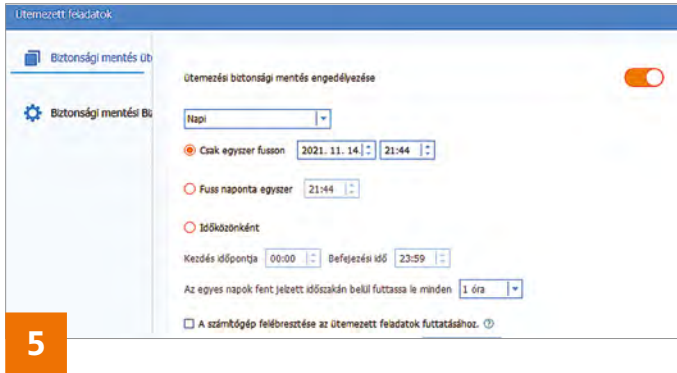 Ütemezett feladatok
Biztonsági mentés üt
Biztonsági mentési Bi
ütemezési biztonsági mentés engedélyezése
Napi
Csak egyszer fusson 2021. 11. 14. 21:44
Fuss naponta egyszer 21:44
Időközönként
Kezdés időpontja 00:00 Befejezési idő 23:59
Az egyes napok fent jelzett időszakán belül futtassa le minden 1 óra
A számítógép felébresztése az ütemezett feladatok futtatásához. ?
5